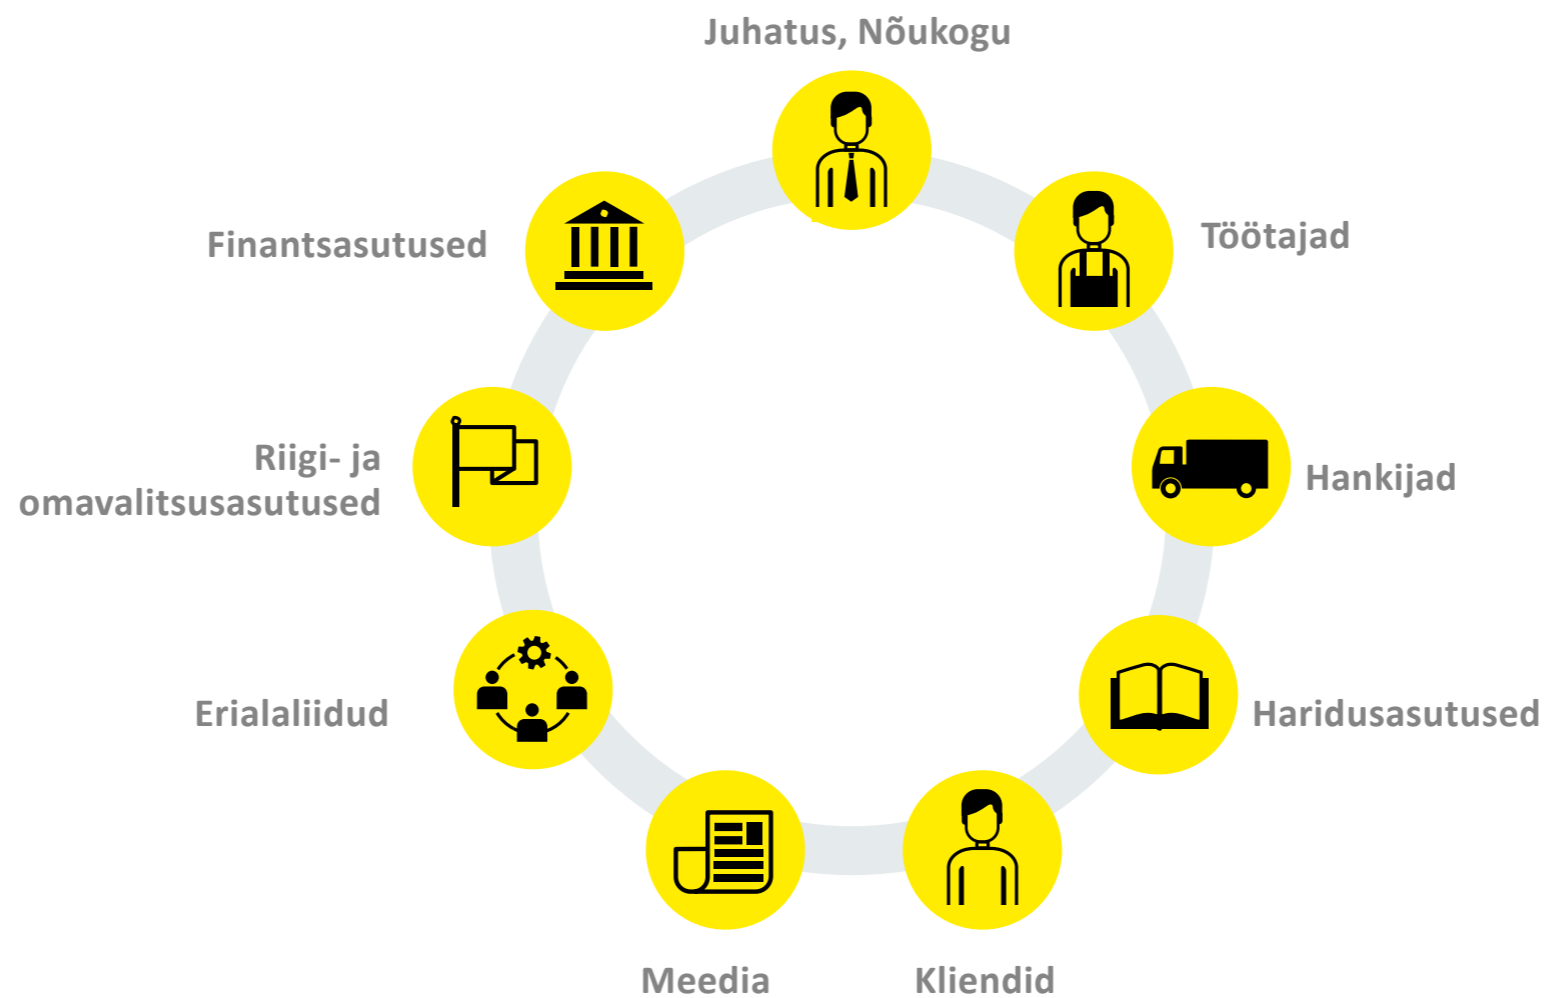 Juhatus, Nõukogu
Töötajad
Finantsasutused
Riigi- ja
omavalitsusasutused
Hankijad
Erialaliidud
Haridusasutused
Meedia
Kliendid